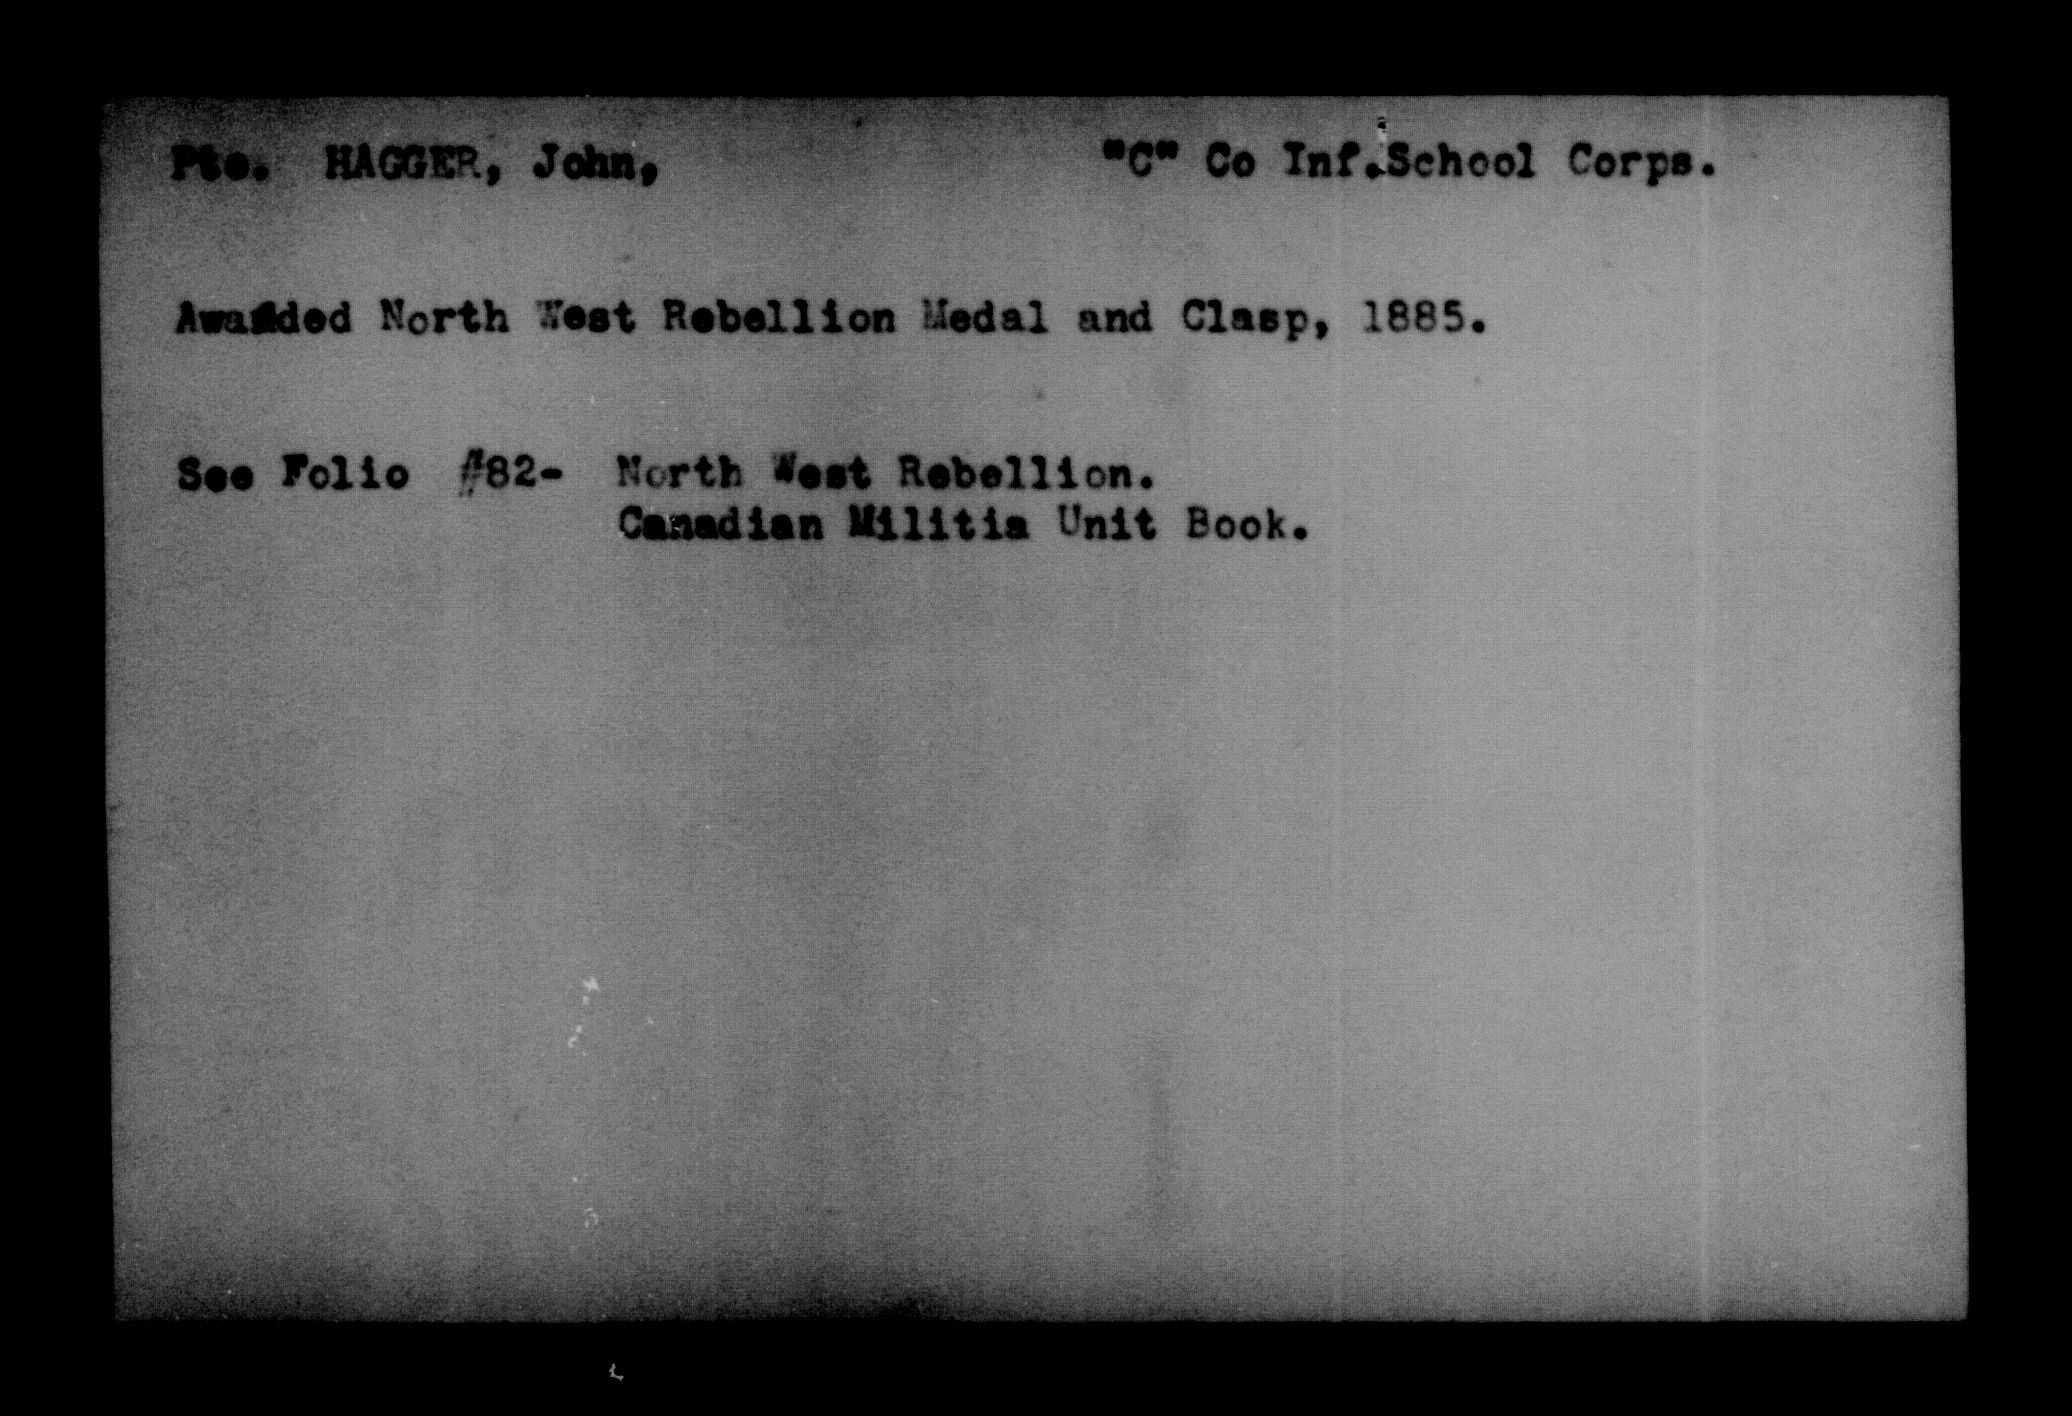 Pte. HAGGER, John, "C" Co Inf.School Corps.
Awarded North West Rebellion Medal and Clasp, 1885.
See Folio #82- North West Rebellion.
Canadian Militia Unit Book.